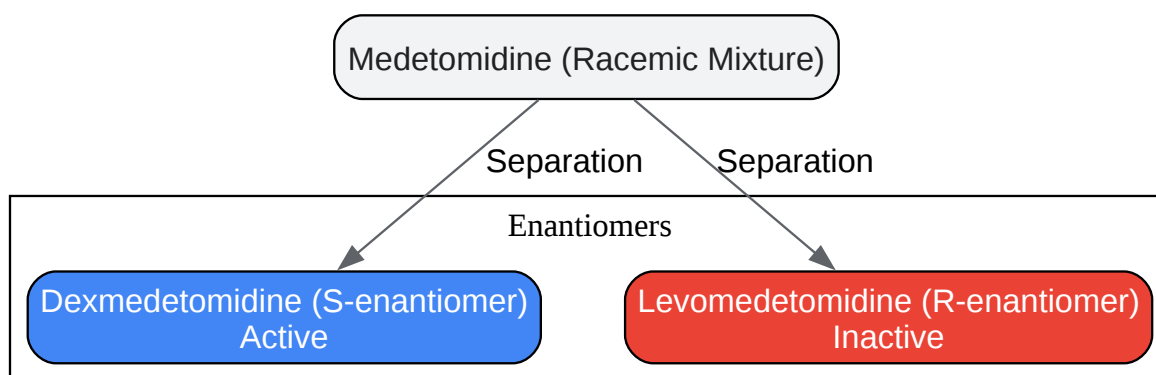 Medetomidine (Racemic Mixture)
Separation
Separation
Enantiomers
Dexmedetomidine (S-enantiomer)
Active
Levomedetomidine (R-enantiomer)
Inactive